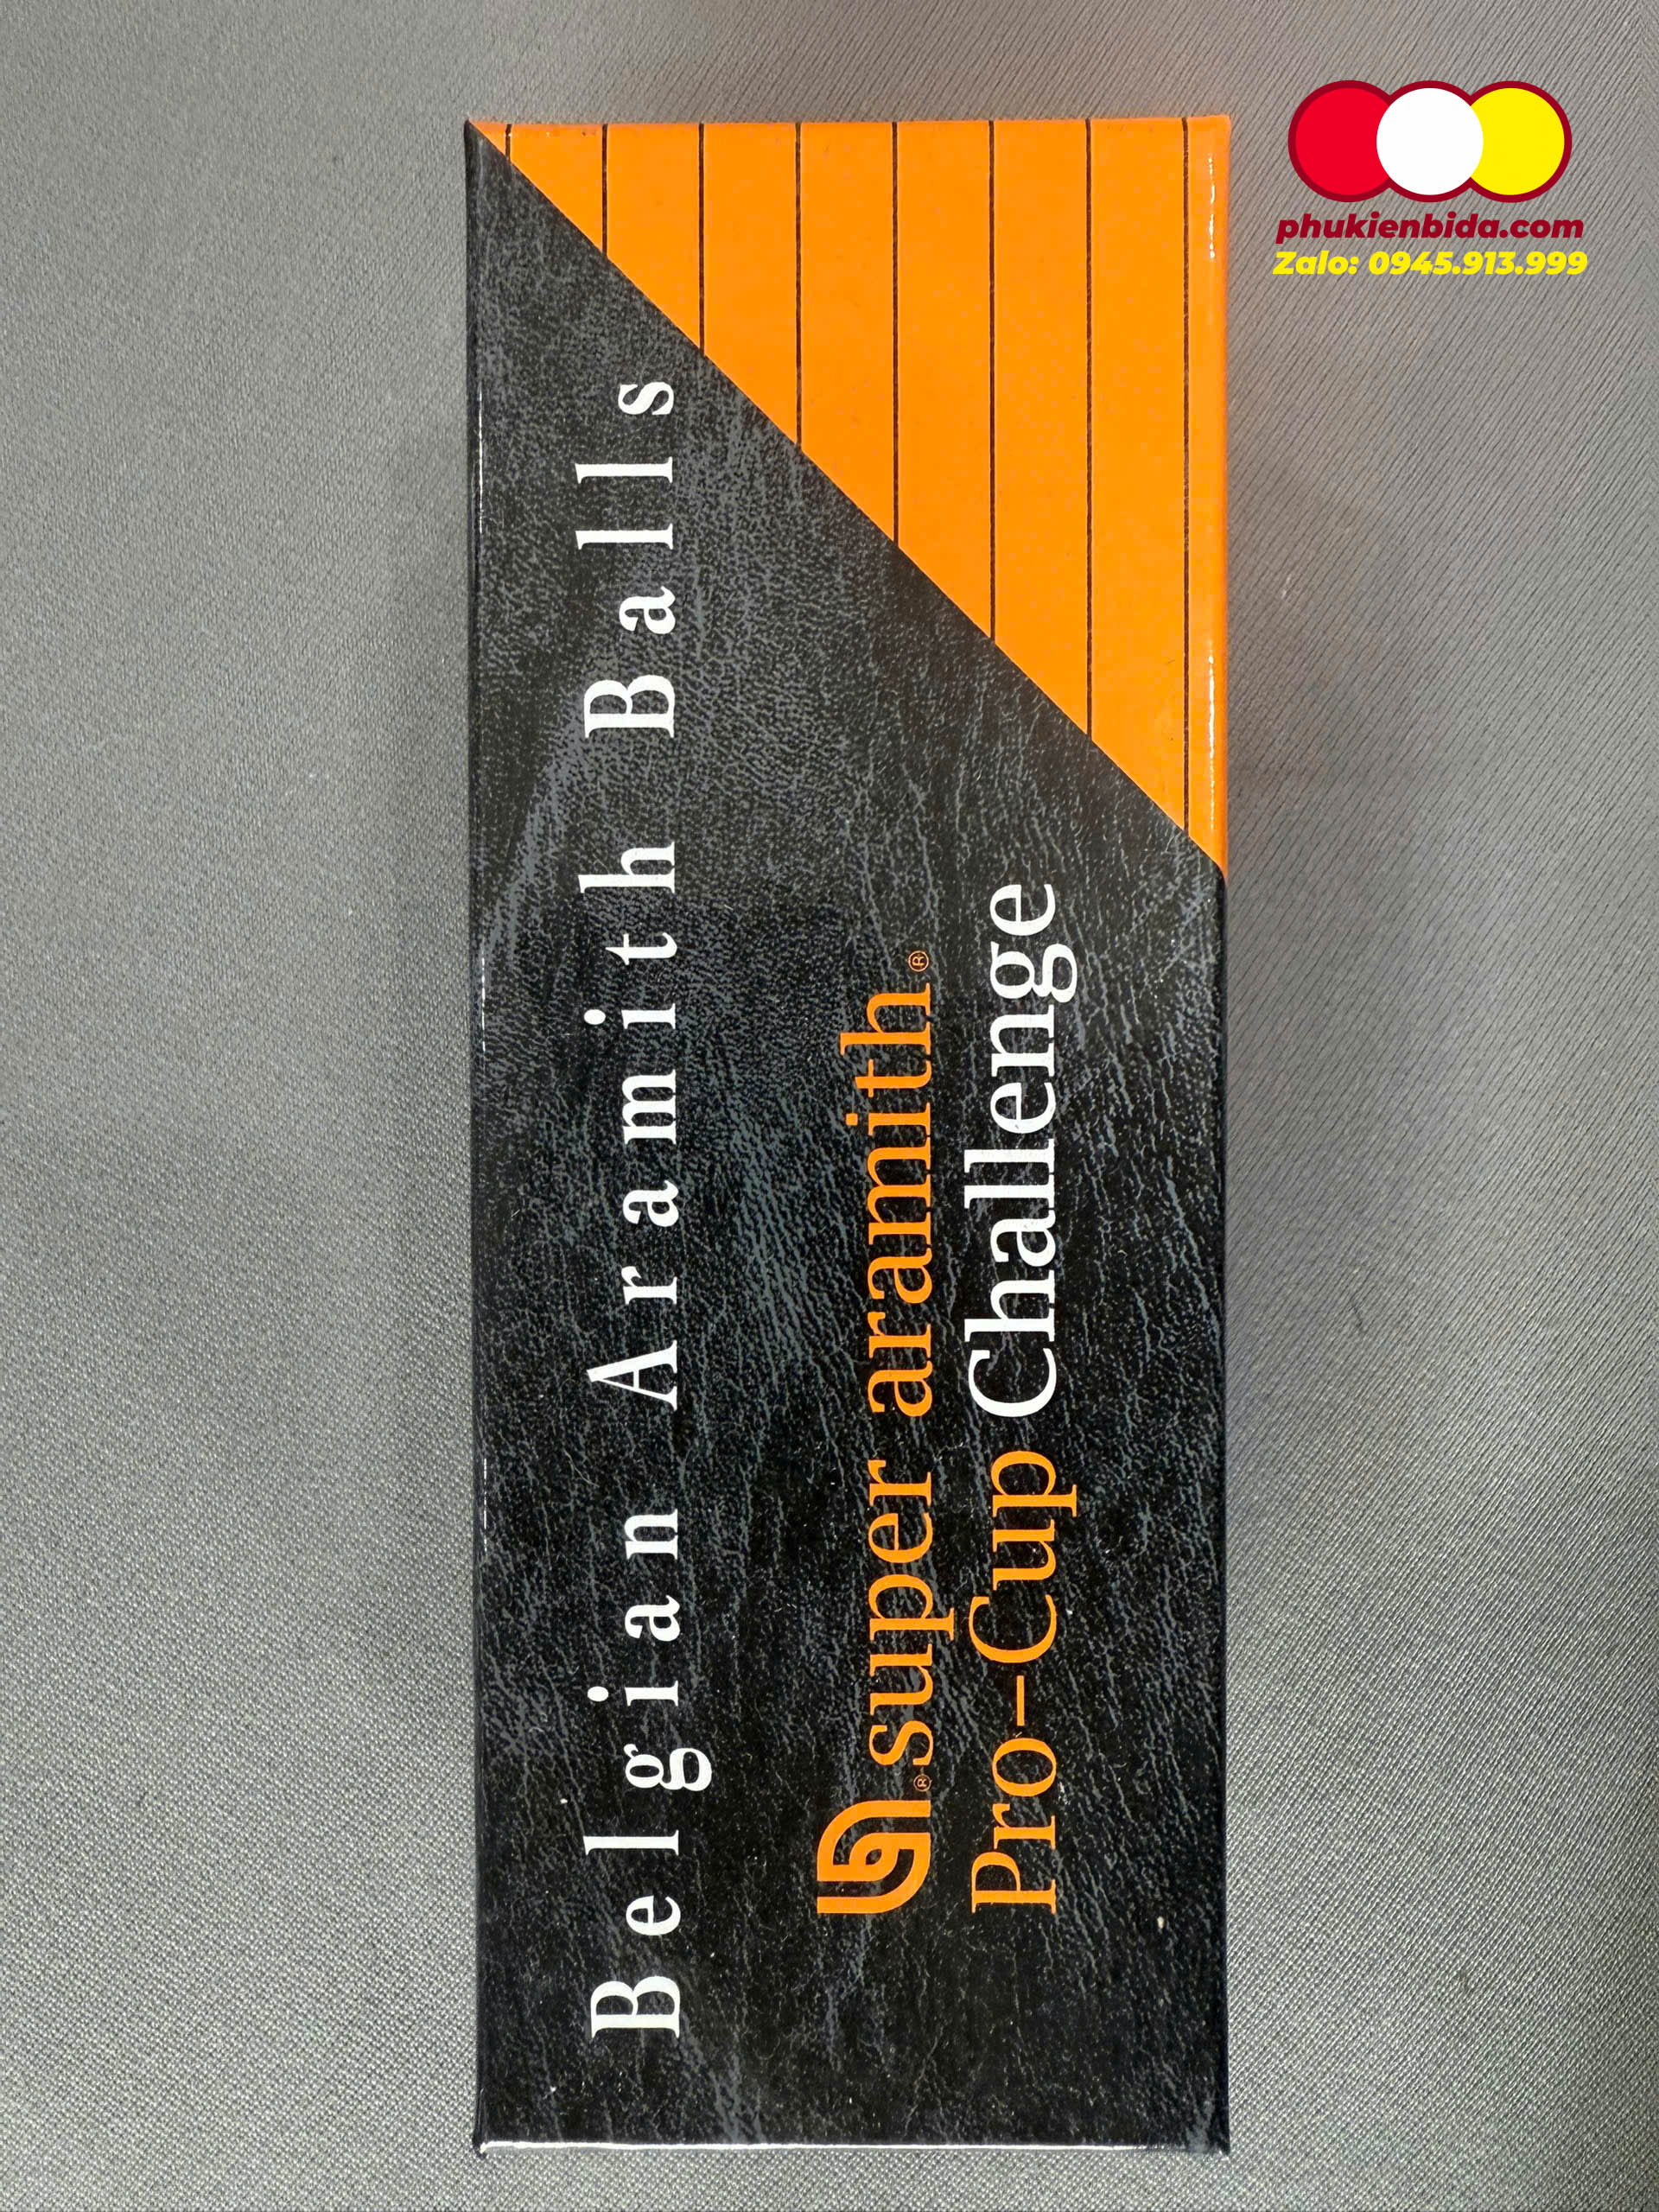 phukienbida.com
Zalo: 0945.913.999
Belgian Aramith Balls
®super aramith®
Pro-Cup Challenge